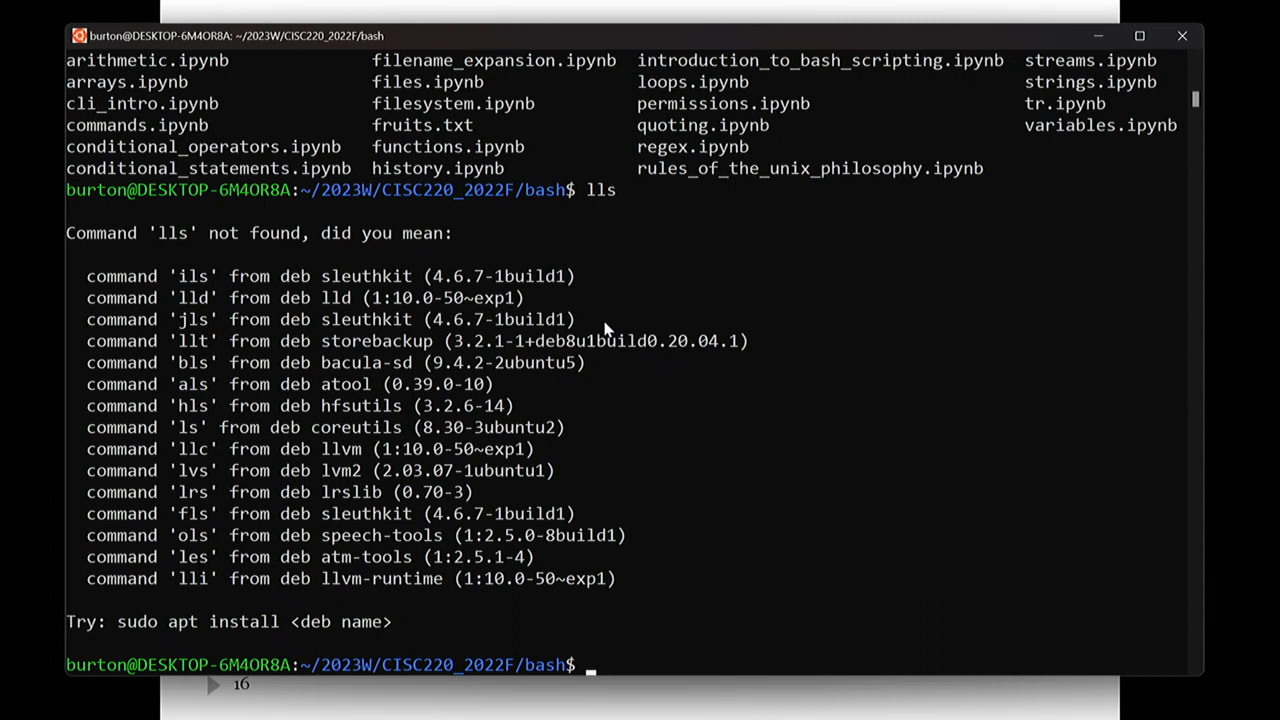 burton@DESKTOP-6M4OR8A: ~/2023W/CISC220_2022F/bash
arithmetic.ipynb filename_expansion.ipynb introduction_to_bash_scripting.ipynb streams.ipynb
arrays.ipynb files.ipynb loops.ipynb strings.ipynb
cli_intro.ipynb filesystem.ipynb permissions.ipynb tr.ipynb
commands.ipynb fruits.txt quoting.ipynb variables.ipynb
conditional_operators.ipynb functions.ipynb regex.ipynb
conditional_statements.ipynb history.ipynb rules_of_the_unix_philosophy.ipynb
burton@DESKTOP-6M4OR8A:~/2023W/CISC220_2022F/bash$ lls
Command 'lls' not found, did you mean:
command 'ils' from deb sleuthkit (4.6.7-1build1)
command 'lld' from deb lld (1:10.0-50~exp1)
command 'jls' from deb sleuthkit (4.6.7-1build1)
command 'llt' from deb storebackup (3.2.1-1+deb8u1build0.20.04.1)
command 'bls' from deb bacula-sd (9.4.2-2ubuntu5)
command 'als' from deb atool (0.39.0-10)
command 'hls' from deb hfsutils (3.2.6-14)
command 'ls' from deb coreutils (8.30-3ubuntu2)
command 'llc' from deb llvm (1:10.0-50~exp1)
command 'lvs' from deb lvm2 (2.03.07-1ubuntu1)
command 'lrs' from deb lrslib (0.70-3)
command 'fls' from deb sleuthkit (4.6.7-1build1)
command 'ols' from deb speech-tools (1:2.5.0-8build1)
command 'les' from deb atm-tools (1:2.5.1-4)
command 'lli' from deb llvm-runtime (1:10.0-50~exp1)
Try: sudo apt install <deb name>
burton@DESKTOP-6M4OR8A:~/2023W/CISC220_2022F/bash$
16